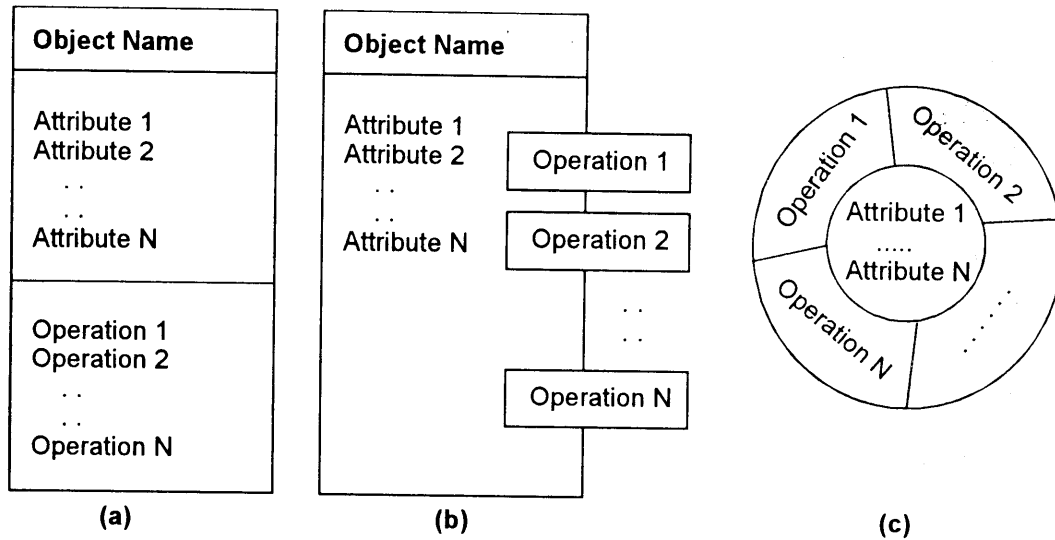 Object Name
Attribute 1
Attribute 2
. .
. .
Attribute N
Operation 1
Operation 2
. .
. .
Operation N
(a)
Object Name
Attribute 1
Attribute 2
. .
. .
Attribute N
Operation 1
Operation 2
. .
. .
Operation N
(b)
Operation 1
Operation 2
Attribute 1
.....
Attribute N
Operation N
......
(c)